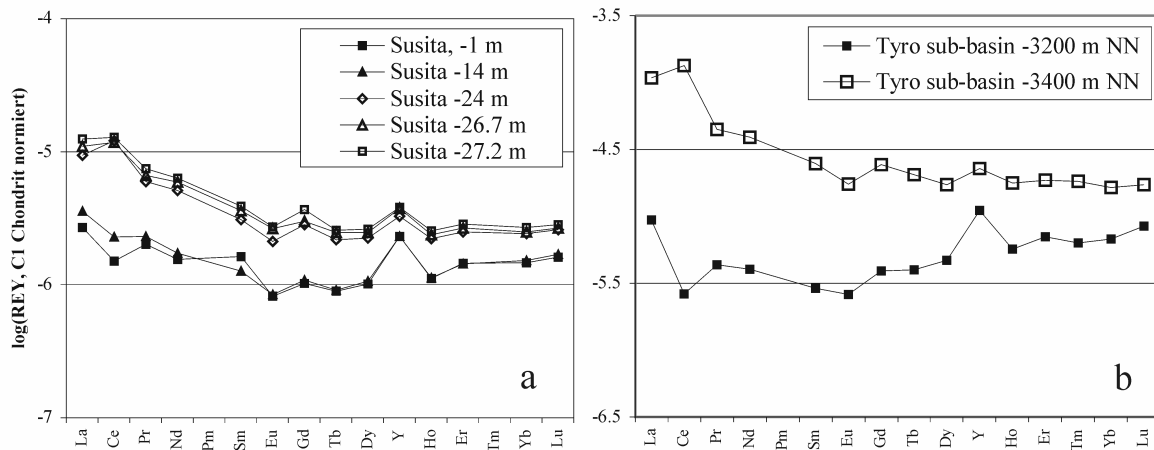 -4
-5
-6
-7
log(REY, C1 Chondrit normiert)
Susita, -1 m
Susita -14 m
Susita -24 m
Susita -26.7 m
Susita -27.2 m
a
La Ce Pr Nd Pm Sm Eu Gd Tb Dy Y Ho Er Tm Yb Lu
-3.5
-4.5
-5.5
-6.5
Tyro sub-basin -3200 m NN
Tyro sub-basin -3400 m NN
b
La Ce Pr Nd Pm Sm Eu Gd Tb Dy Y Ho Er Tm Yb Lu